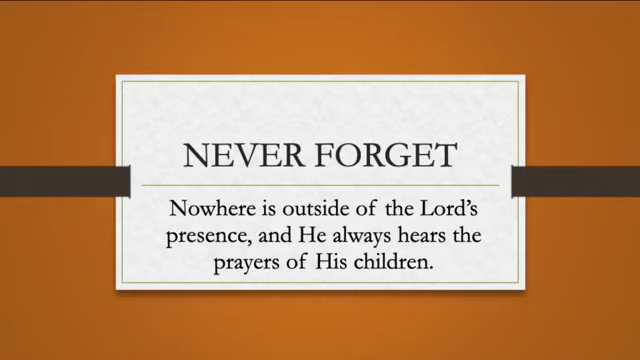 NEVER FORGET
Nowhere is outside of the Lord’s
presence, and He always hears the
prayers of His children.